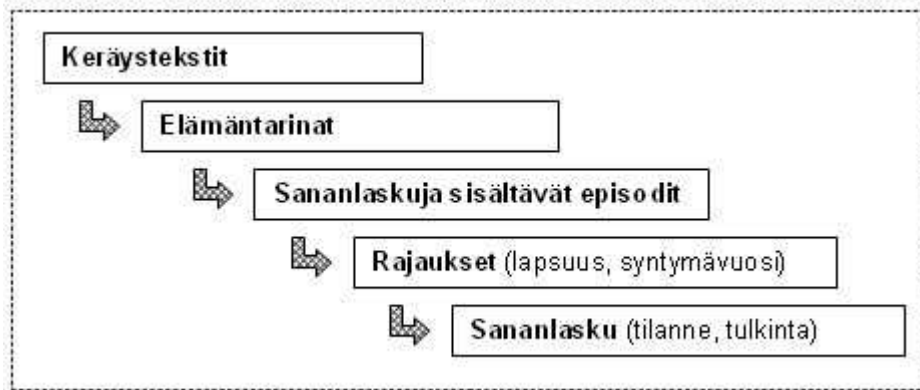 Keräystekstit
Elämäntarinat
Sananlaskuja sisältävät episodit
Rajaukset (lapsuus, syntymävuosi)
Sananlasku (tilanne, tulkinta)